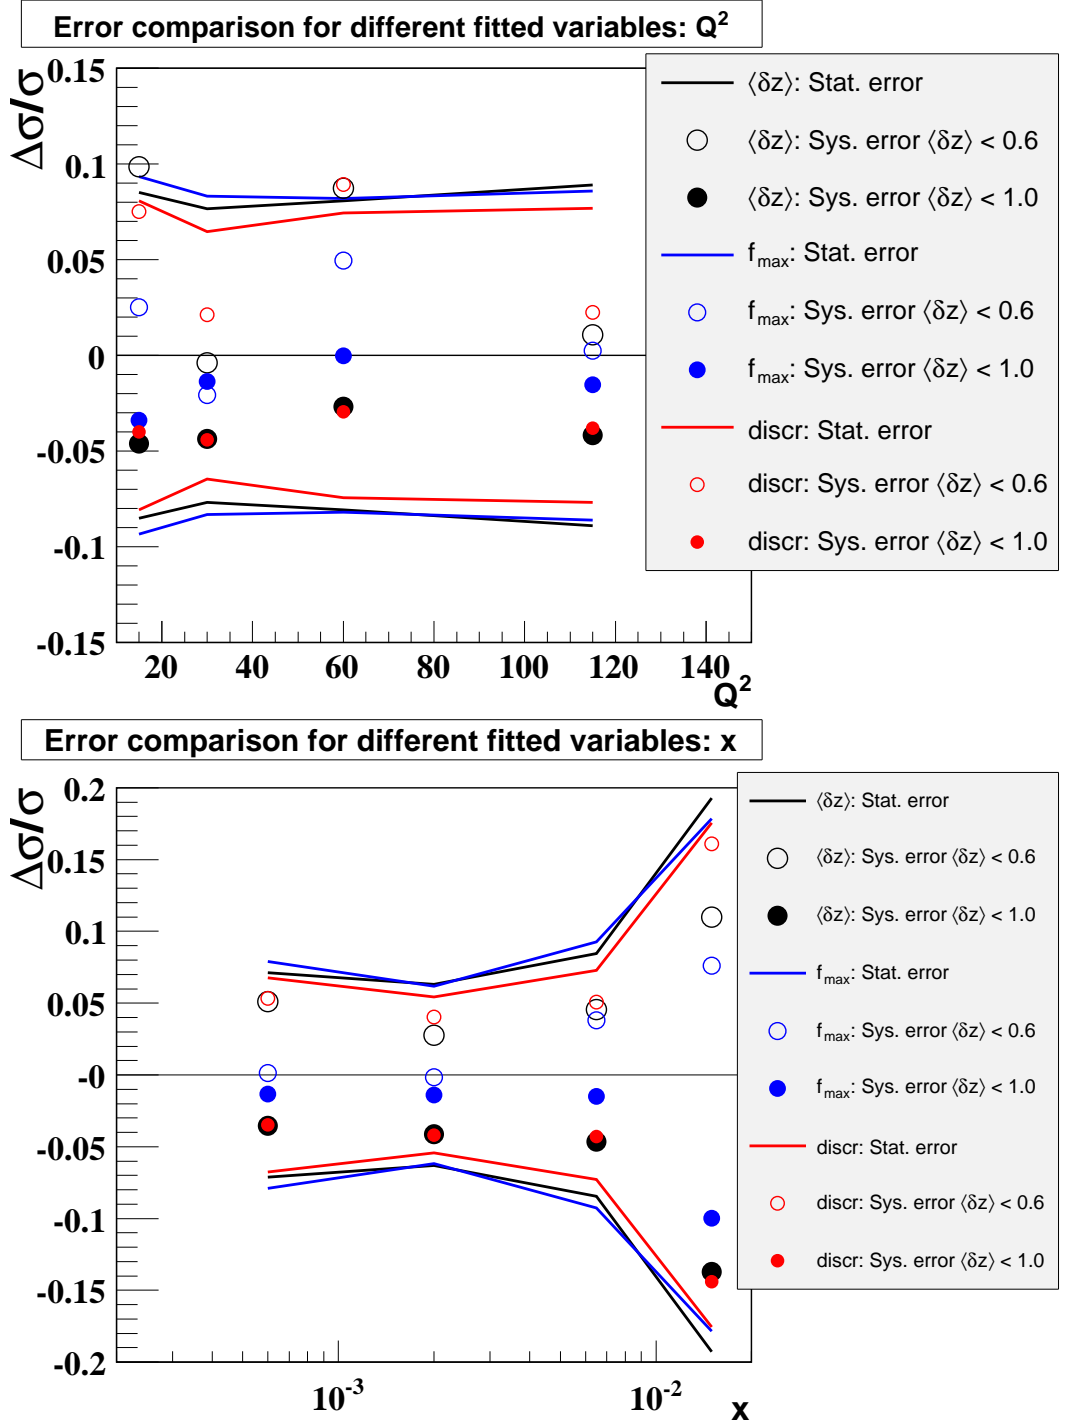 Error comparison for different fitted variables: Q²
Δσ/σ
0.15
0.1
0.05
0
-0.05
-0.1
-0.15
20 40 60 80 100 120 140
Q²
⟨δz⟩: Stat. error
⟨δz⟩: Sys. error ⟨δz⟩ < 0.6
⟨δz⟩: Sys. error ⟨δz⟩ < 1.0
f_max: Stat. error
f_max: Sys. error ⟨δz⟩ < 0.6
f_max: Sys. error ⟨δz⟩ < 1.0
discr: Stat. error
discr: Sys. error ⟨δz⟩ < 0.6
discr: Sys. error ⟨δz⟩ < 1.0
Error comparison for different fitted variables: x
Δσ/σ
0.2
0.15
0.1
0.05
-0
-0.05
-0.1
-0.15
-0.2
10⁻³ 10⁻²
x
⟨δz⟩: Stat. error
⟨δz⟩: Sys. error ⟨δz⟩ < 0.6
⟨δz⟩: Sys. error ⟨δz⟩ < 1.0
f_max: Stat. error
f_max: Sys. error ⟨δz⟩ < 0.6
f_max: Sys. error ⟨δz⟩ < 1.0
discr: Stat. error
discr: Sys. error ⟨δz⟩ < 0.6
discr: Sys. error ⟨δz⟩ < 1.0